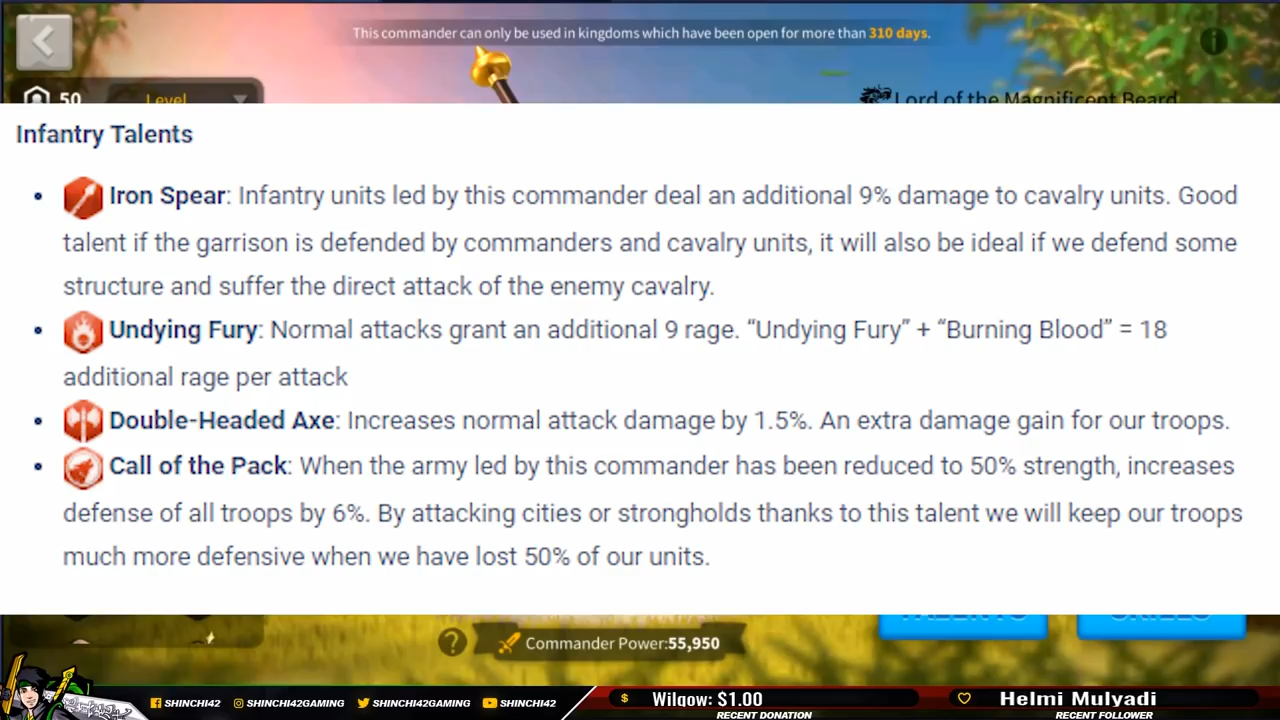 This commander can only be used in kingdoms which have been open for more than 310 days.
50 Level
Lord of the Magnificent Beard
Infantry Talents
• Iron Spear: Infantry units led by this commander deal an additional 9% damage to cavalry units. Good
talent if the garrison is defended by commanders and cavalry units, it will also be ideal if we defend some
structure and suffer the direct attack of the enemy cavalry.
• Undying Fury: Normal attacks grant an additional 9 rage. “Undying Fury” + “Burning Blood” = 18
additional rage per attack
• Double-Headed Axe: Increases normal attack damage by 1.5%. An extra damage gain for our troops.
• Call of the Pack: When the army led by this commander has been reduced to 50% strength, increases
defense of all troops by 6%. By attacking cities or strongholds thanks to this talent we will keep our troops
much more defensive when we have lost 50% of our units.
TALENTS SKILLS
? Commander Power:55,950
SHINCHI42 SHINCHI42GAMING SHINCHI42GAMING SHINCHI42 $ Wilgow: $1.00 Helmi Mulyadi
RECENT DONATION RECENT FOLLOWER